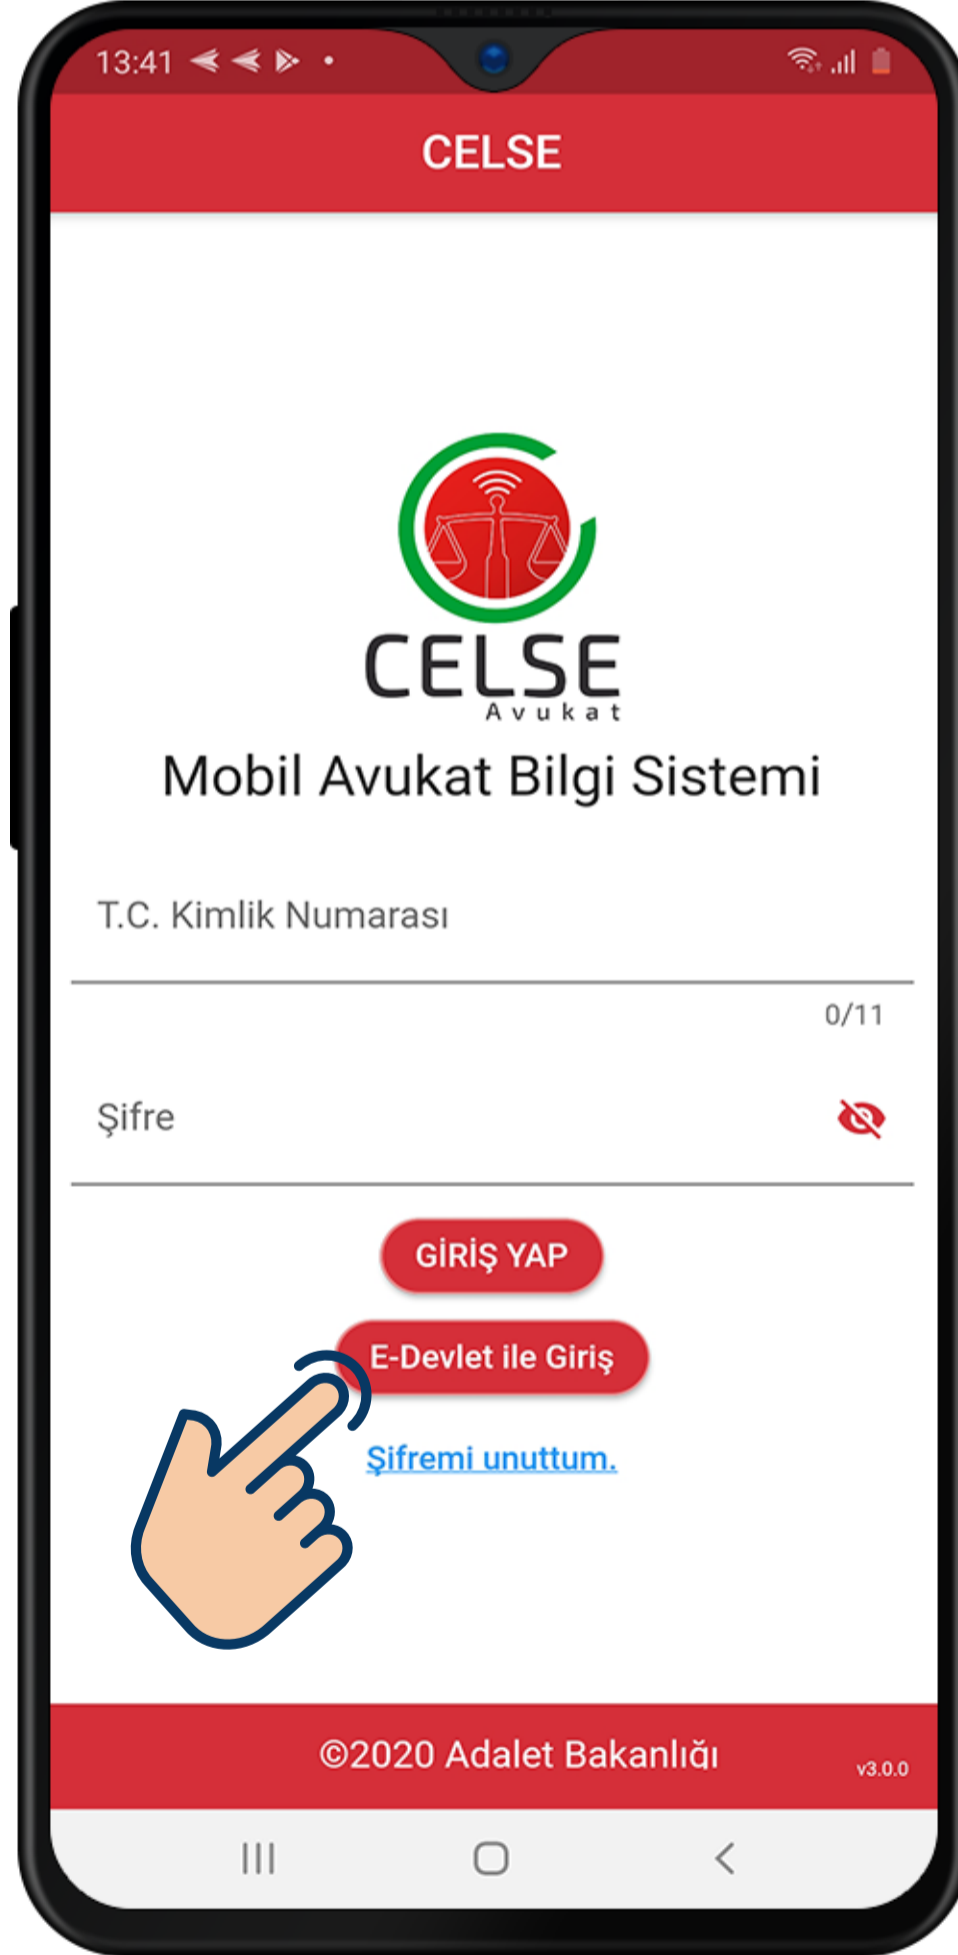 13:41
CELSE
CELSE
Avukat
Mobil Avukat Bilgi Sistemi
T.C. Kimlik Numarası
0/11
Şifre
GİRİŞ YAP
E-Devlet ile Giriş
Şifremi unuttum.
©2020 Adalet Bakanlığı
v3.0.0